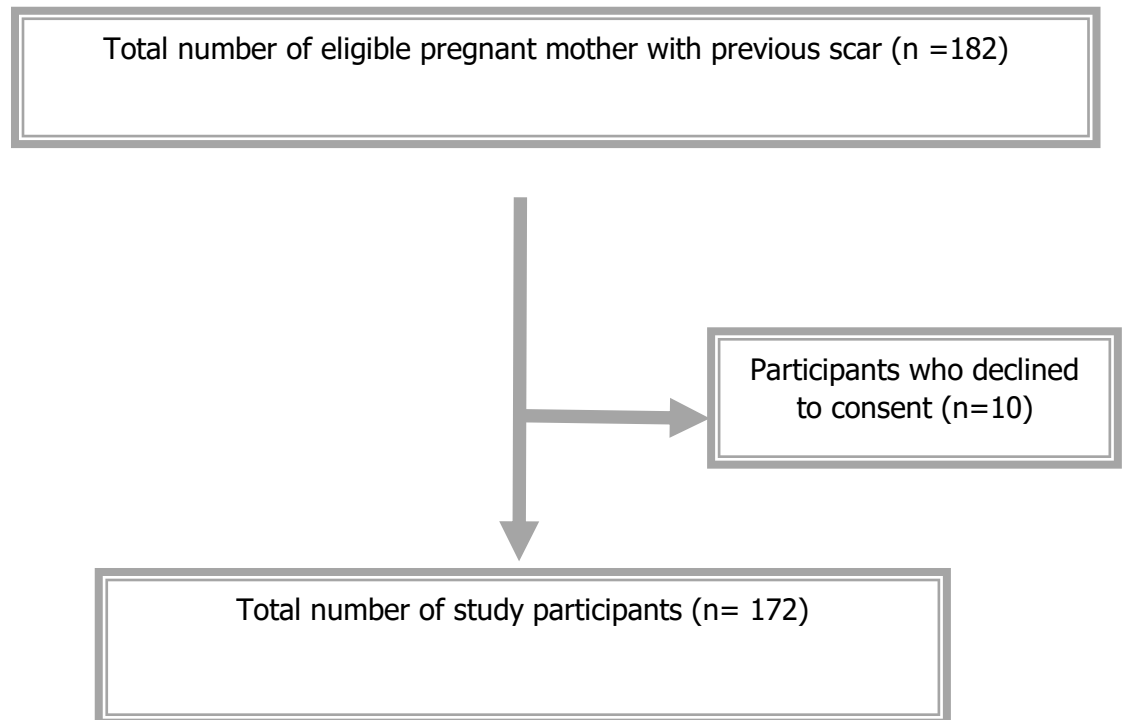 Total number of eligible pregnant mother with previous scar (n =182)
Participants who declined
to consent (n=10)
Total number of study participants (n= 172)